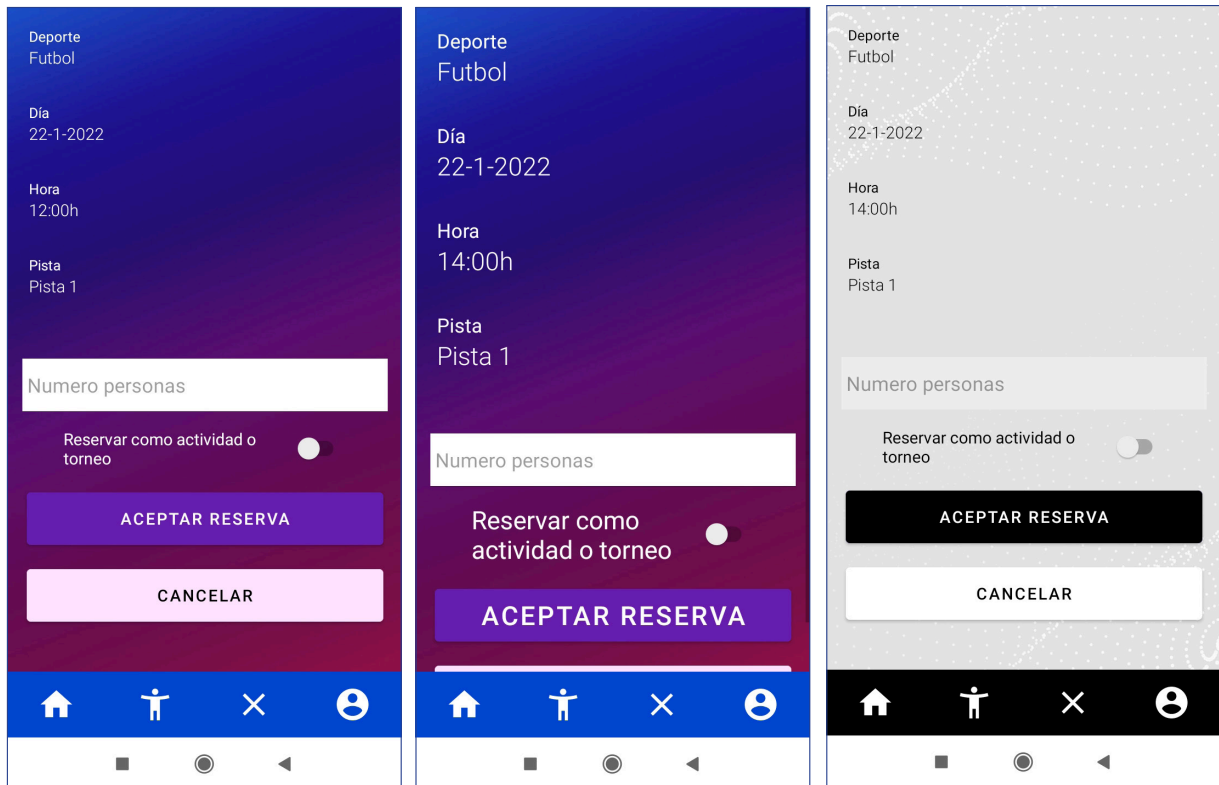 Deporte
Futbol
Día
22-1-2022
Hora
12:00h
Pista
Pista 1
Numero personas
Reservar como actividad o
torneo
ACEPTAR RESERVA
CANCELAR
Deporte
Futbol
Día
22-1-2022
Hora
14:00h
Pista
Pista 1
Numero personas
Reservar como
actividad o torneo
ACEPTAR RESERVA
Deporte
Futbol
Día
22-1-2022
Hora
14:00h
Pista
Pista 1
Numero personas
Reservar como actividad o
torneo
ACEPTAR RESERVA
CANCELAR